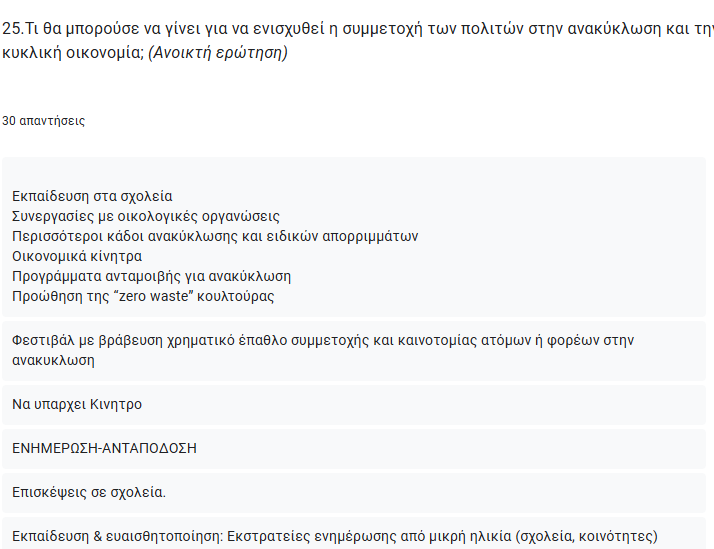 25.Τι θα μπορούσε να γίνει για να ενισχυθεί η συμμετοχή των πολιτών στην ανακύκλωση και την
κυκλική οικονομία; (Ανοικτή ερώτηση)
30 απαντήσεις
Εκπαίδευση στα σχολεία
Συνεργασίες με οικολογικές οργανώσεις
Περισσότεροι κάδοι ανακύκλωσης και ειδικών απορριμμάτων
Οικονομικά κίνητρα
Προγράμματα ανταμοιβής για ανακύκλωση
Προώθηση της “zero waste” κουλτούρας
Φεστιβάλ με βράβευση χρηματικό έπαθλο συμμετοχής και καινοτομίας ατόμων ή φορέων στην
ανακυκλωση
Να υπαρχει Κινητρο
ΕΝΗΜΕΡΩΣΗ-ΑΝΤΑΠΟΔΟΣΗ
Επισκέψεις σε σχολεία.
Εκπαίδευση & ευαισθητοποίηση: Εκστρατείες ενημέρωσης από μικρή ηλικία (σχολεία, κοινότητες)